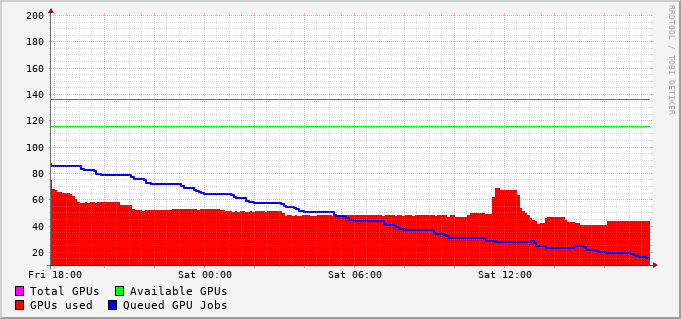 200
180
160
140
120
100
80
60
40
20
Fri 18:00 Sat 00:00 Sat 06:00 Sat 12:00
Total GPUs Available GPUs
GPUs used Queued GPU Jobs
RRDTOOL / TOBI OETIKER